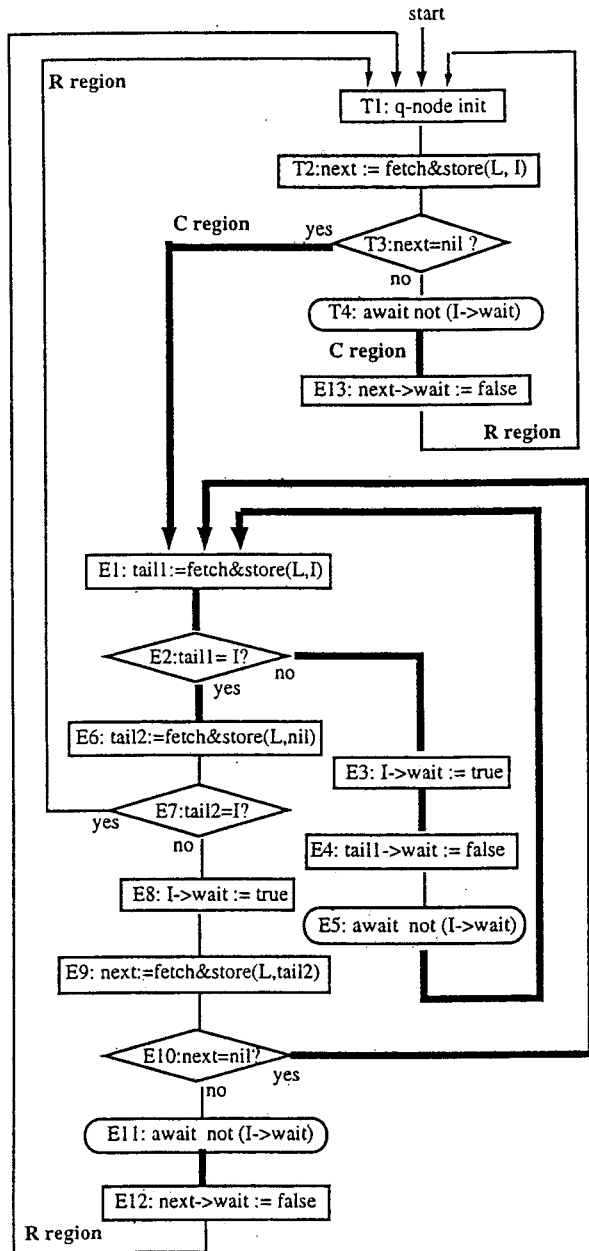 start
R region
T1: q-node init
T2:next := fetch&store(L, I)
C region
yes
T3:next=nil ?
no
T4: await not (I->wait)
C region
E13: next->wait := false
R region
E1: tail1:=fetch&store(L,I)
E2:tail1= I?
no
yes
E6: tail2:=fetch&store(L,nil)
E3: I->wait := true
E7:tail2=I?
yes
no
E4: tail1->wait := false
E8: I->wait := true
E5: await not (I->wait)
E9: next:=fetch&store(L,tail2)
E10:next=nil?
yes
no
E11: await not (I->wait)
E12: next->wait := false
R region